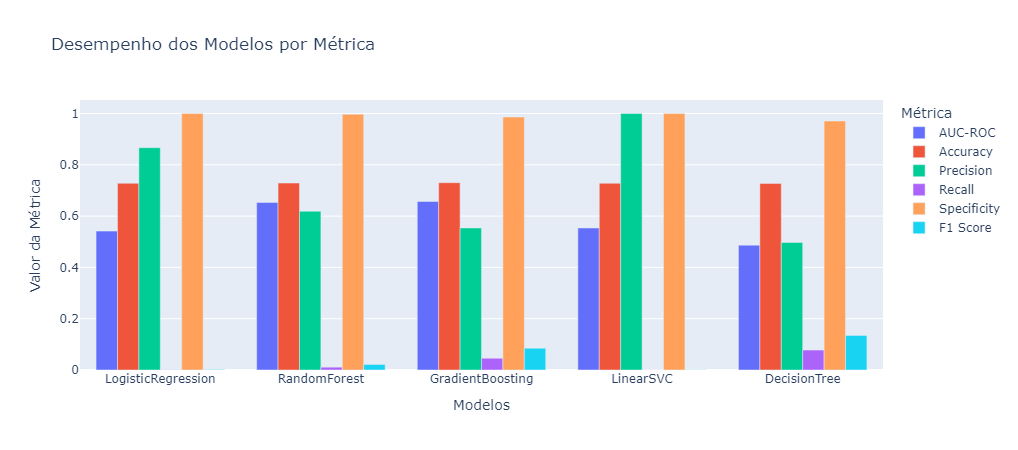 Desempenho dos Modelos por Métrica
Valor da Métrica
1
0.8
0.6
0.4
0.2
0
LogisticRegression
RandomForest
GradientBoosting
LinearSVC
DecisionTree
Modelos
Métrica
AUC-ROC
Accuracy
Precision
Recall
Specificity
F1 Score